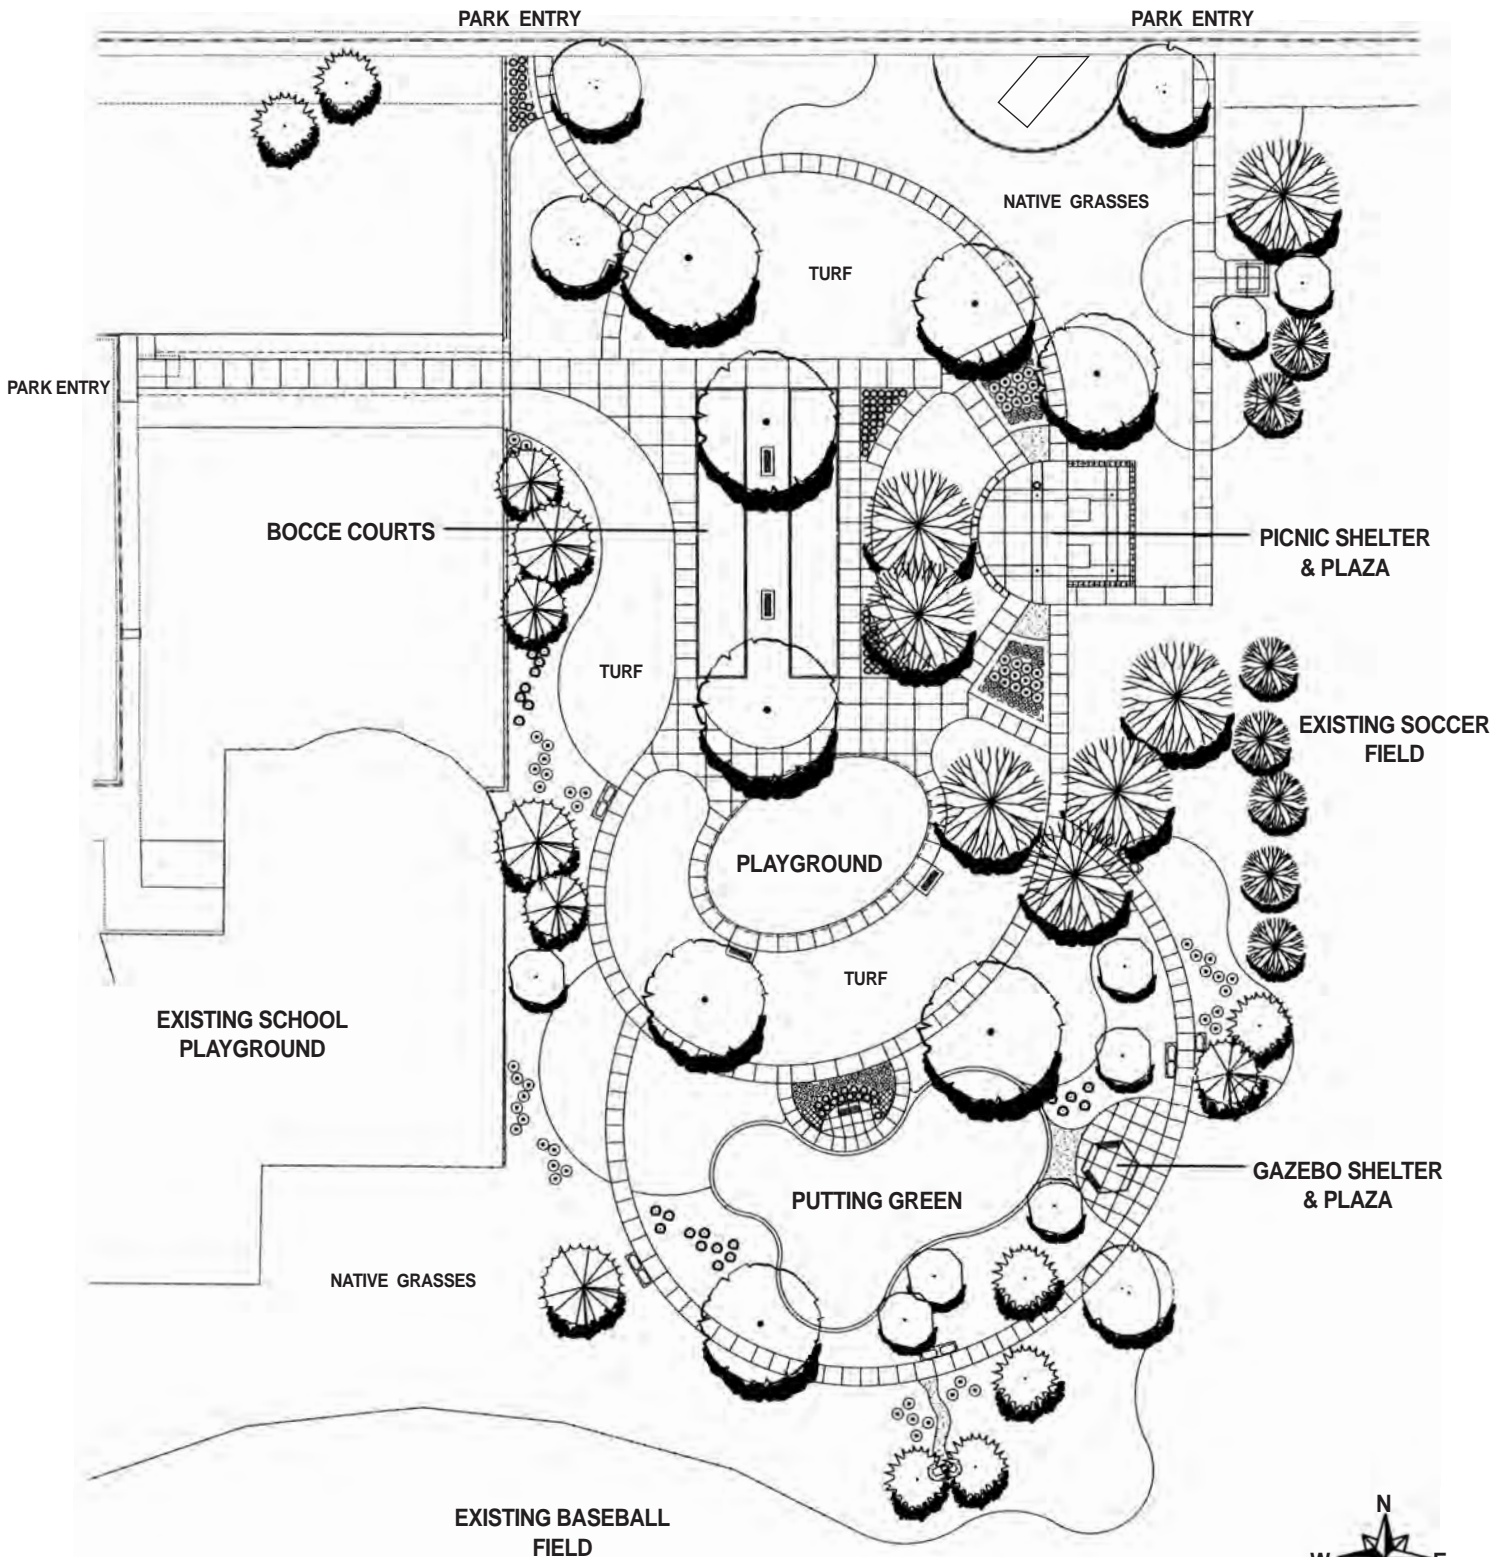 PARK ENTRY
PARK ENTRY
NATIVE GRASSES
TURF
PARK ENTRY
BOCCE COURTS
PICNIC SHELTER
& PLAZA
TURF
EXISTING SOCCER
FIELD
PLAYGROUND
TURF
EXISTING SCHOOL
PLAYGROUND
GAZEBO SHELTER
& PLAZA
PUTTING GREEN
NATIVE GRASSES
EXISTING BASEBALL
FIELD
N
W E